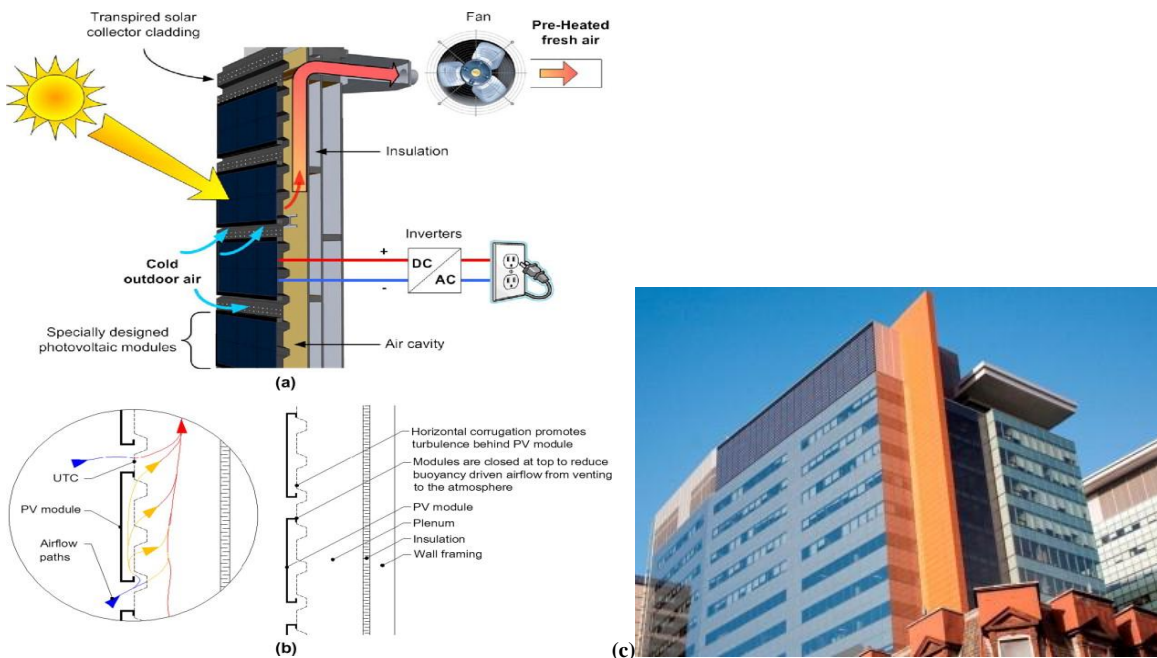 Transpired solar
collector cladding
Fan
Pre-Heated
fresh air
Insulation
Inverters
+
DC
AC
-
Cold
outdoor air
Specially designed
photovoltaic modules
Air cavity
(a)
UTC
PV module
Airflow
paths
Horizontal corrugation promotes
turbulence behind PV module
Modules are closed at top to reduce
buoyancy driven airflow from venting
to the atmosphere
PV module
Plenum
Insulation
Wall framing
(b)
(c)